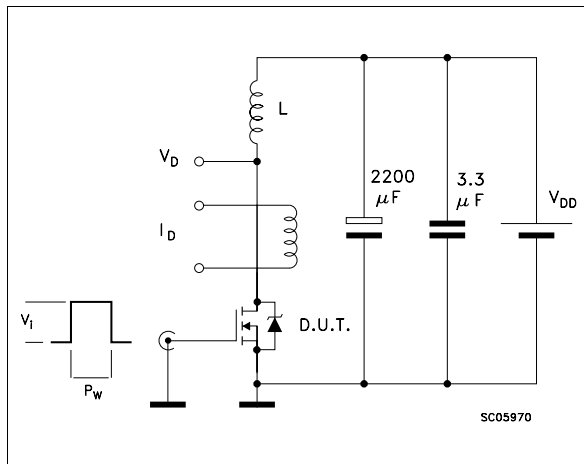 L
V_D
2200
µF
3.3
µF
V_DD
I_D
D.U.T.
V_i
P_W
SC05970